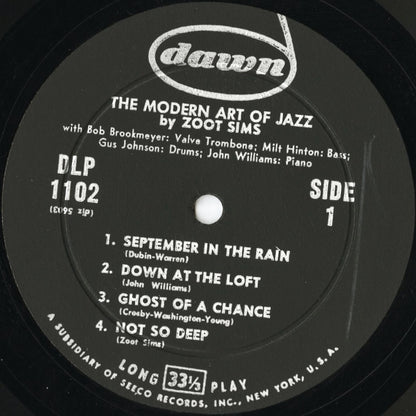 dawn
THE MODERN ART OF JAZZ
by ZOOT SIMS
with Bob Brookmeyer: Valve Trombone; Milt Hinton: Bass;
Gus Johnson: Drums; John Williams: Piano
DLP
1102
SIDE
1
1. SEPTEMBER IN THE RAIN
(Dubin-Warren)
2. DOWN AT THE LOFT
(John Williams)
3. GHOST OF A CHANCE
(Crosby-Washington-Young)
4. NOT SO DEEP
(Zoot Sims)
LONG 33⅓ PLAY
A SUBSIDIARY OF SEECO RECORDS, INC., NEW YORK, U.S.A.